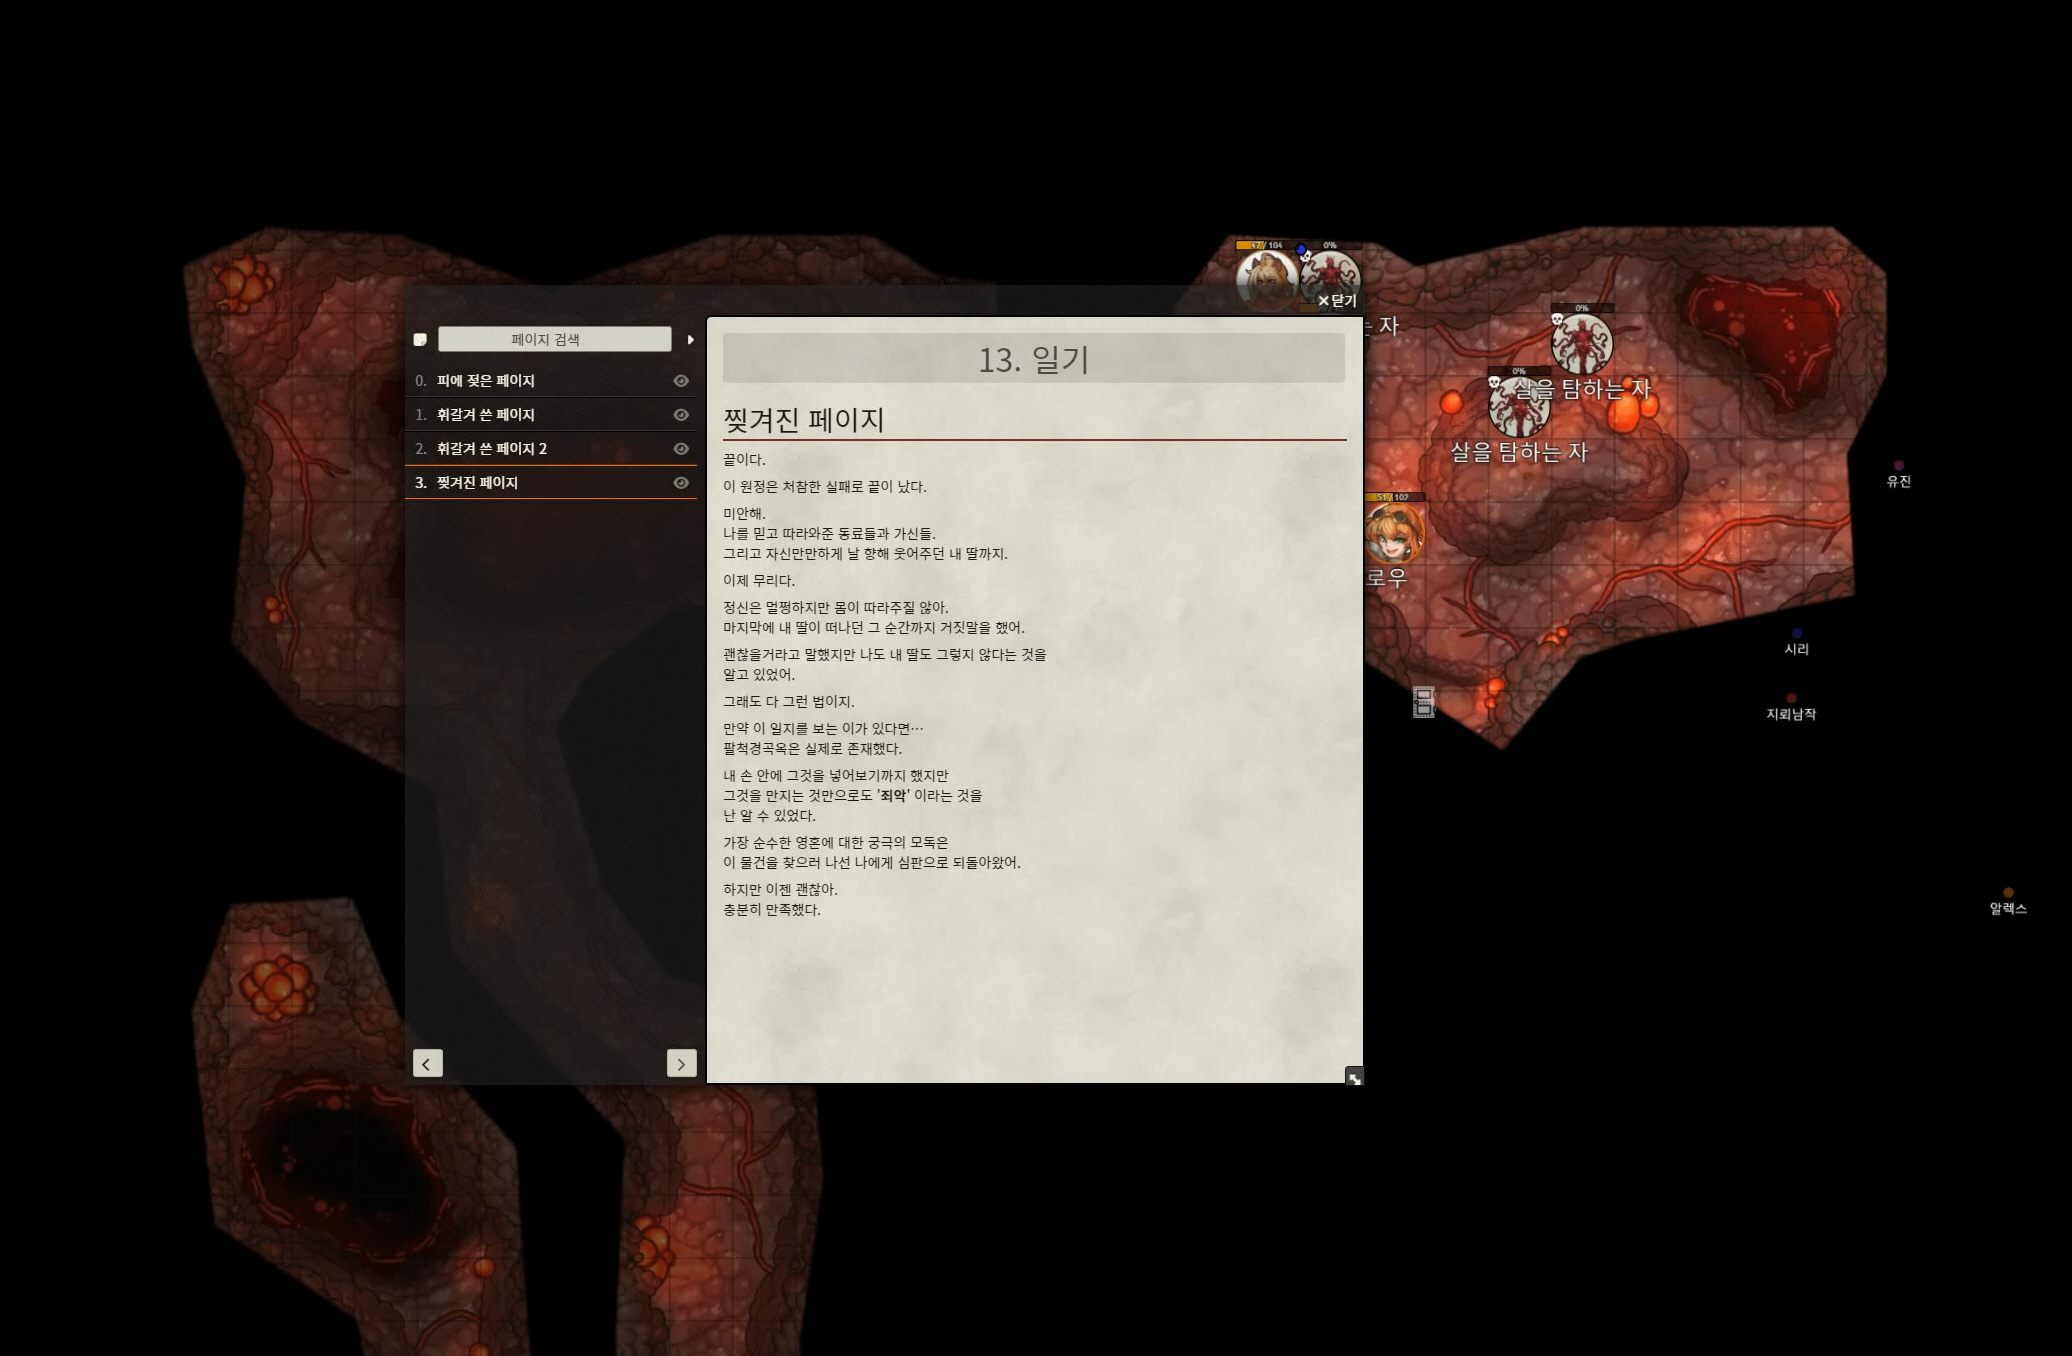 47 / 104
0%
닫기
는 자
0%
살을 탐하는 자
0%
살을 탐하는 자
51 / 102
로우
유진
시리
지뢰남작
알렉스
페이지 검색
0. 피에 젖은 페이지
1. 휘갈겨 쓴 페이지
2. 휘갈겨 쓴 페이지 2
3. 찢겨진 페이지
13. 일기
찢겨진 페이지
끝이다.
이 원정은 처참한 실패로 끝이 났다.
미안해.
나를 믿고 따라와준 동료들과 가신들.
그리고 자신만만하게 날 향해 웃어주던 내 딸까지.
이제 무리다.
정신은 멀쩡하지만 몸이 따라주질 않아.
마지막에 내 딸이 떠나던 그 순간까지 거짓말을 했어.
괜찮을거라고 말했지만 나도 내 딸도 그렇지 않다는 것을
알고 있었어.
그래도 다 그런 법이지.
만약 이 일지를 보는 이가 있다면…
팔척경곡옥은 실제로 존재했다.
내 손 안에 그것을 넣어보기까지 했지만
그것을 만지는 것만으로도 '죄악' 이라는 것을
난 알 수 있었다.
가장 순수한 영혼에 대한 궁극의 모독은
이 물건을 찾으러 나선 나에게 심판으로 되돌아왔어.
하지만 이젠 괜찮아.
충분히 만족했다.